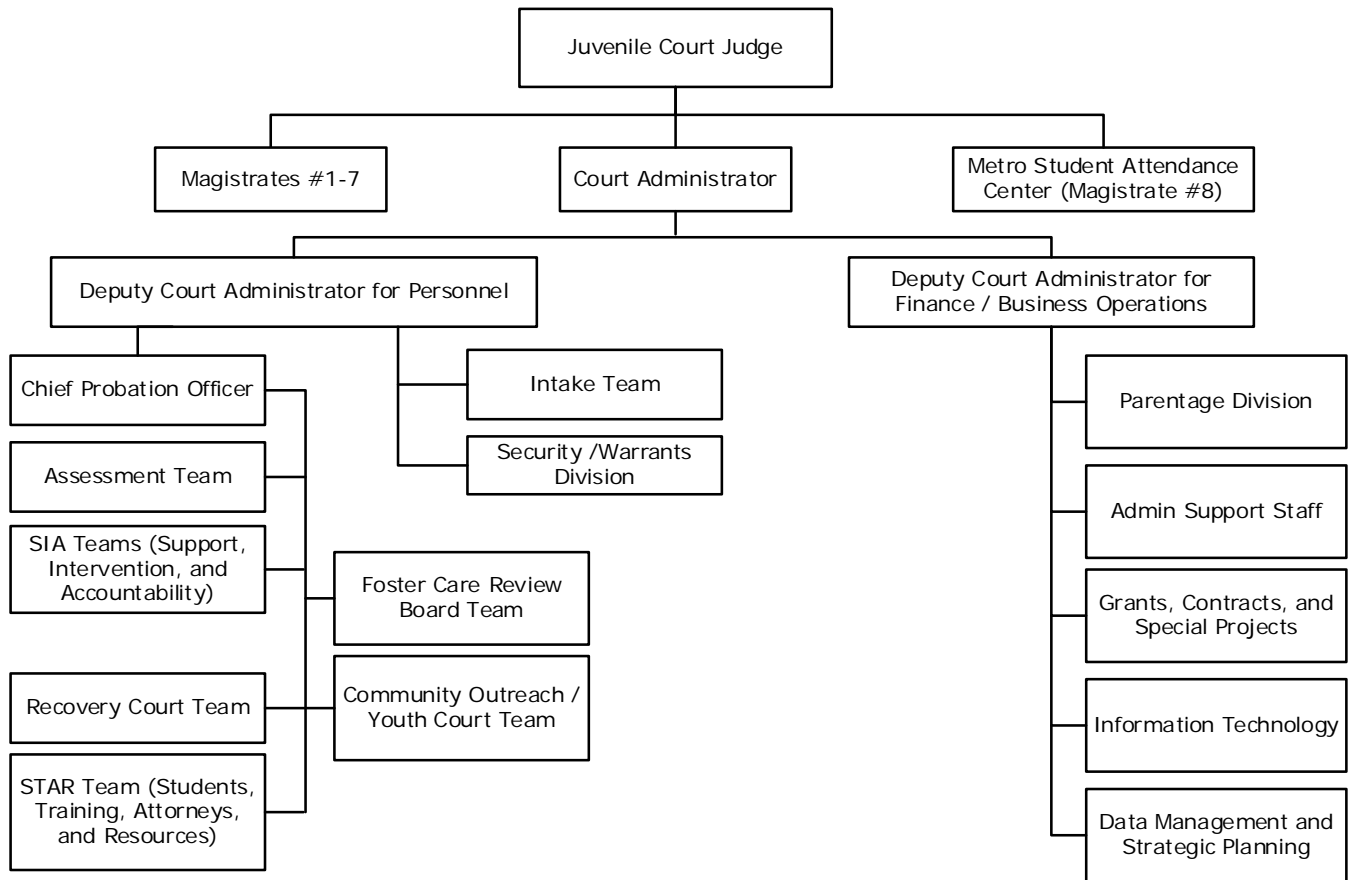 Juvenile Court Judge
Magistrates #1-7
Court Administrator
Metro Student Attendance
Center (Magistrate #8)
Deputy Court Administrator for Personnel
Deputy Court Administrator for
Finance / Business Operations
Chief Probation Officer
Intake Team
Parentage Division
Assessment Team
Security /Warrants
Division
Admin Support Staff
SIA Teams (Support,
Intervention, and
Accountability)
Foster Care Review
Board Team
Grants, Contracts, and
Special Projects
Recovery Court Team
Community Outreach /
Youth Court Team
Information Technology
STAR Team (Students,
Training, Attorneys,
and Resources)
Data Management and
Strategic Planning